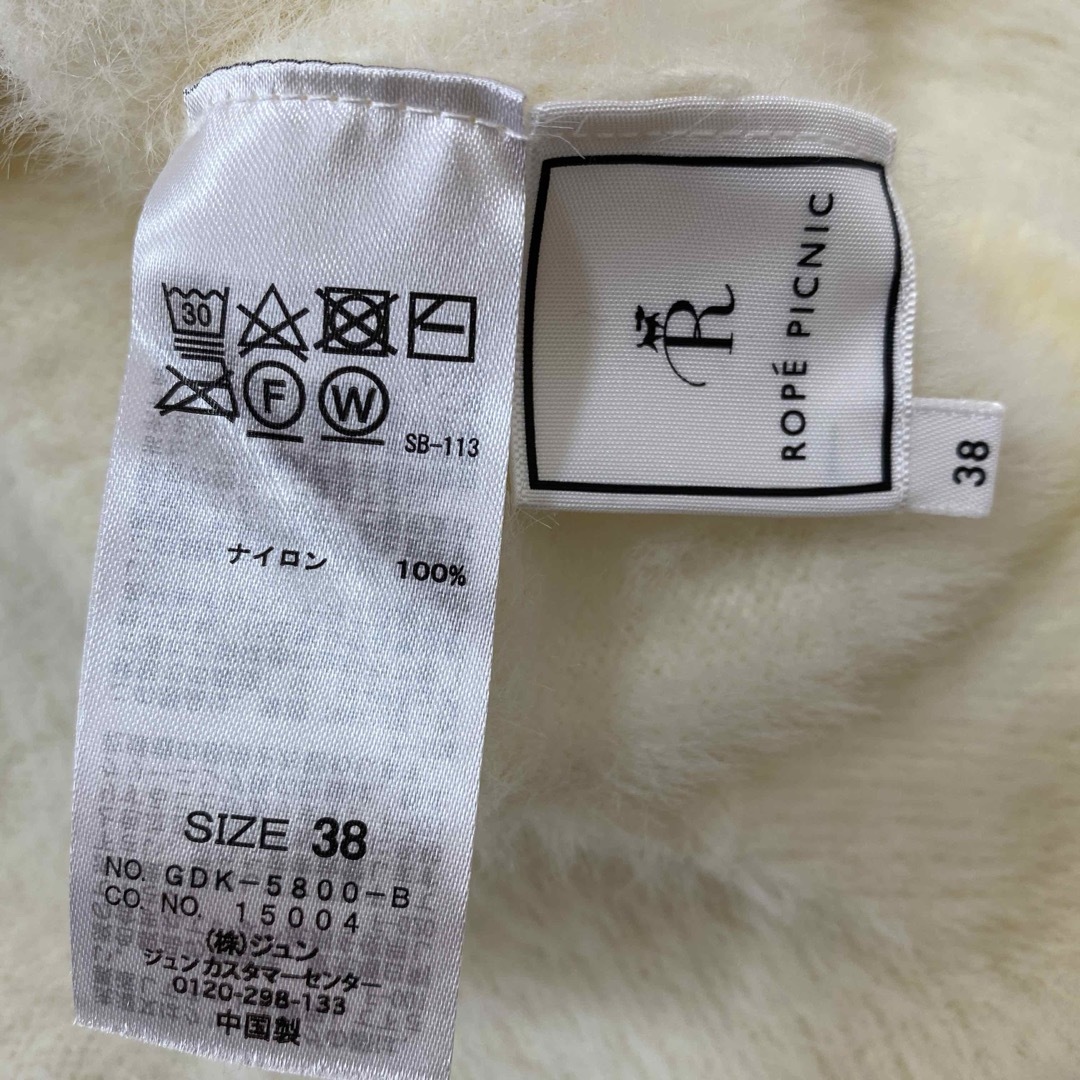 30
F W
SB-113
ナイロン 100%
SIZE 38
NO. GDK-5800-B
CO. NO. 15004
(株)ジュン
ジュンカスタマーセンター
0120-298-133
中国製
R
ROPÉ PICNIC
38